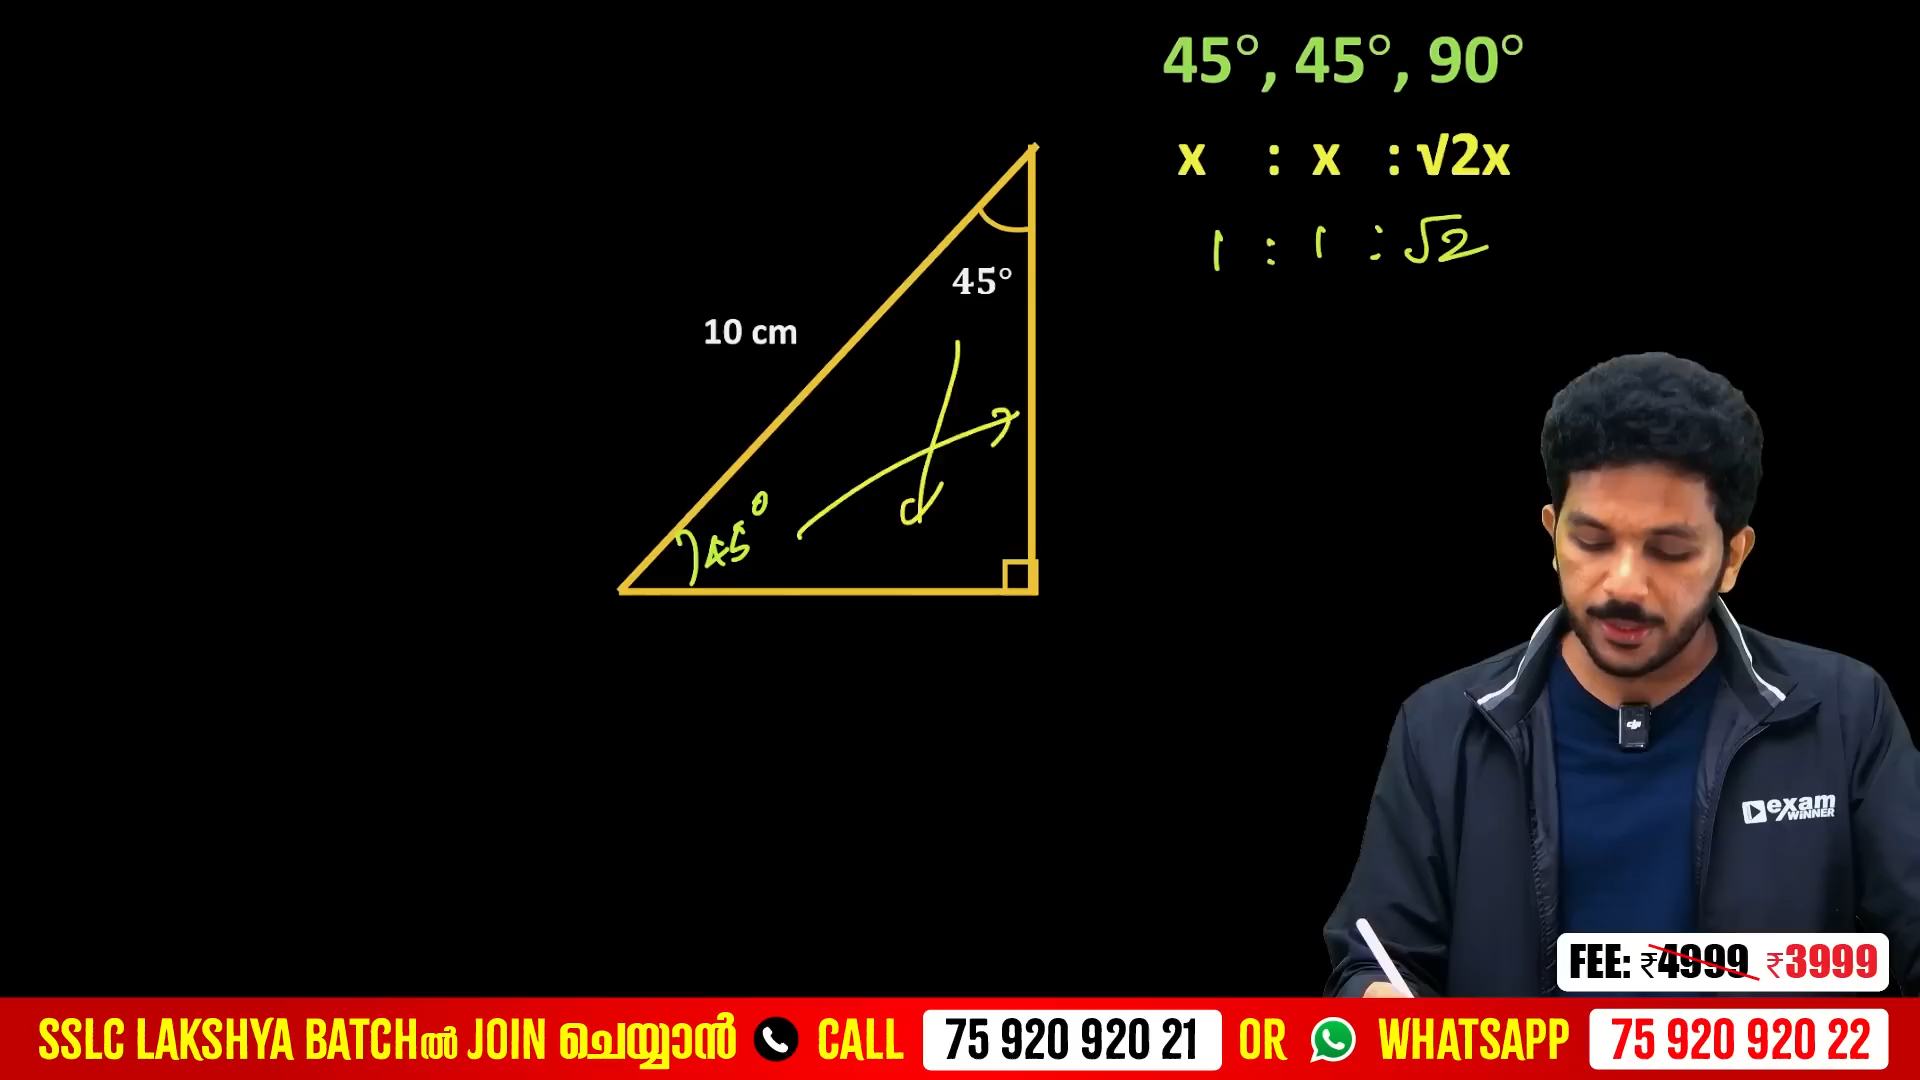 45°, 45°, 90°
x : x : √2x
1 : 1 : √2
45°
10 cm
45°
exam
WiNNER
FEE: ₹4999 ₹3999
SSLC LAKSHYA BATCHൽ JOIN ചെയ്യാൻ CALL 75 920 920 21 OR WHATSAPP 75 920 920 22